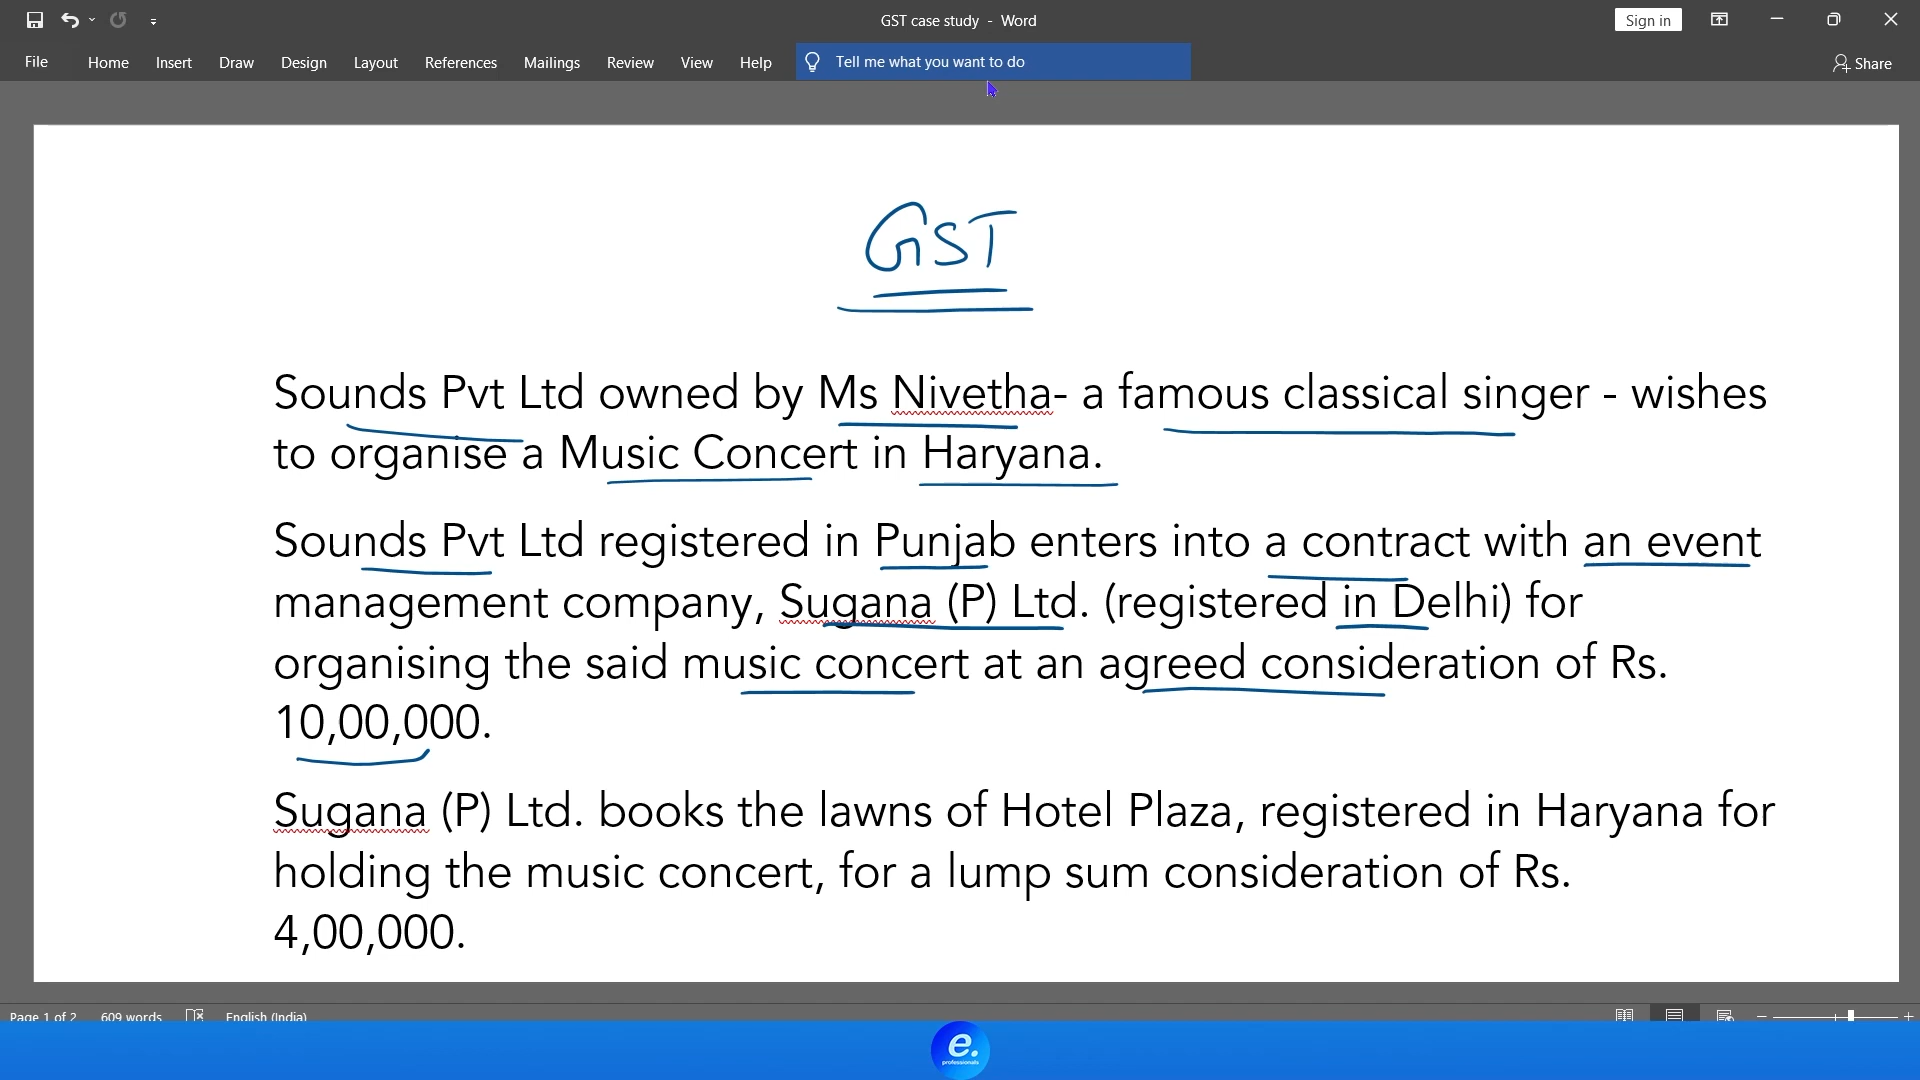 GST case study - Word
Sign in
File Home Insert Draw Design Layout References Mailings Review View Help Tell me what you want to do
Share
GST
Sounds Pvt Ltd owned by Ms Nivetha- a famous classical singer - wishes
to organise a Music Concert in Haryana.
Sounds Pvt Ltd registered in Punjab enters into a contract with an event
management company, Sugana (P) Ltd. (registered in Delhi) for
organising the said music concert at an agreed consideration of Rs.
10,00,000.
Sugana (P) Ltd. books the lawns of Hotel Plaza, registered in Haryana for
holding the music concert, for a lump sum consideration of Rs.
4,00,000.
Page 1 of 2 609 words English (India)
e.
professionals